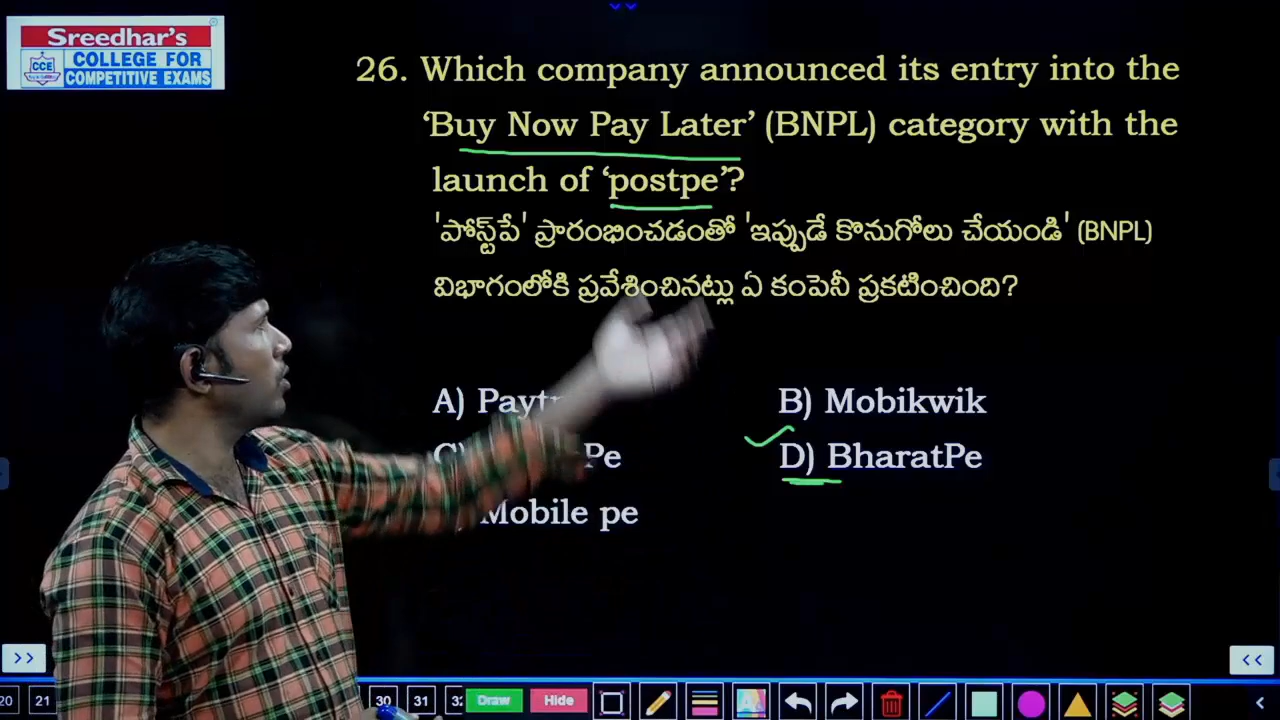 Sreedhar's
CCE
COLLEGE FOR
COMPETITIVE EXAMS
26. Which company announced its entry into the
‘Buy Now Pay Later’ (BNPL) category with the
launch of ‘postpe’?
'పోస్ట్‌పే' ప్రారంభించడంతో 'ఇప్పుడే కొనుగోలు చేయండి' (BNPL)
విభాగంలోకి ప్రవేశించినట్లు ఏ కంపెనీ ప్రకటించింది?
A) B) Mobikwik
Pe D) BharatPe
Mobile pe
>> <<
20 21 30 31 Draw Hide